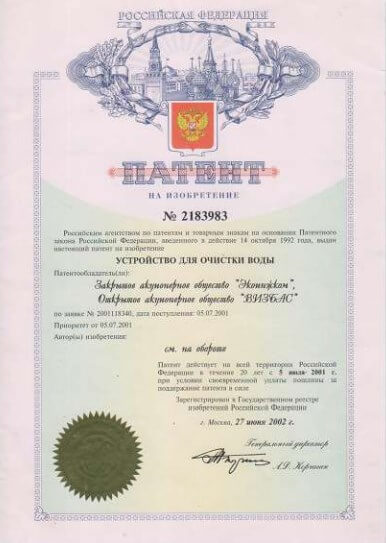 РОССИЙСКАЯ ФЕДЕРАЦИЯ
ПАТЕНТ
НА ИЗОБРЕТЕНИЕ
№ 2183983
Российским агентством по патентам и товарным знакам на основании Патентного
закона Российской Федерации, введенного в действие 14 октября 1992 года, выдан
настоящий патент на изобретение
УСТРОЙСТВО ДЛЯ ОЧИСТКИ ВОДЫ
Патентообладатель(ли):
Закрытое акционерное общество "Экоинжком",
Открытое акционерное общество "ВИЗБАС"
по заявке № 2001118340, дата поступления: 05.07.2001
Приоритет от 05.07.2001
Автор(ы) изобретения:
см. на обороте
Патент действует на всей территории Российской
Федерации в течение 20 лет с 5 июля 2001 г.
при условии своевременной уплаты пошлины за
поддержание патента в силе
Зарегистрирован в Государственном реестре
изобретений Российской Федерации
г. Москва, 27 июня 2002 г.
Генеральный директор
А.Д. Корчагин